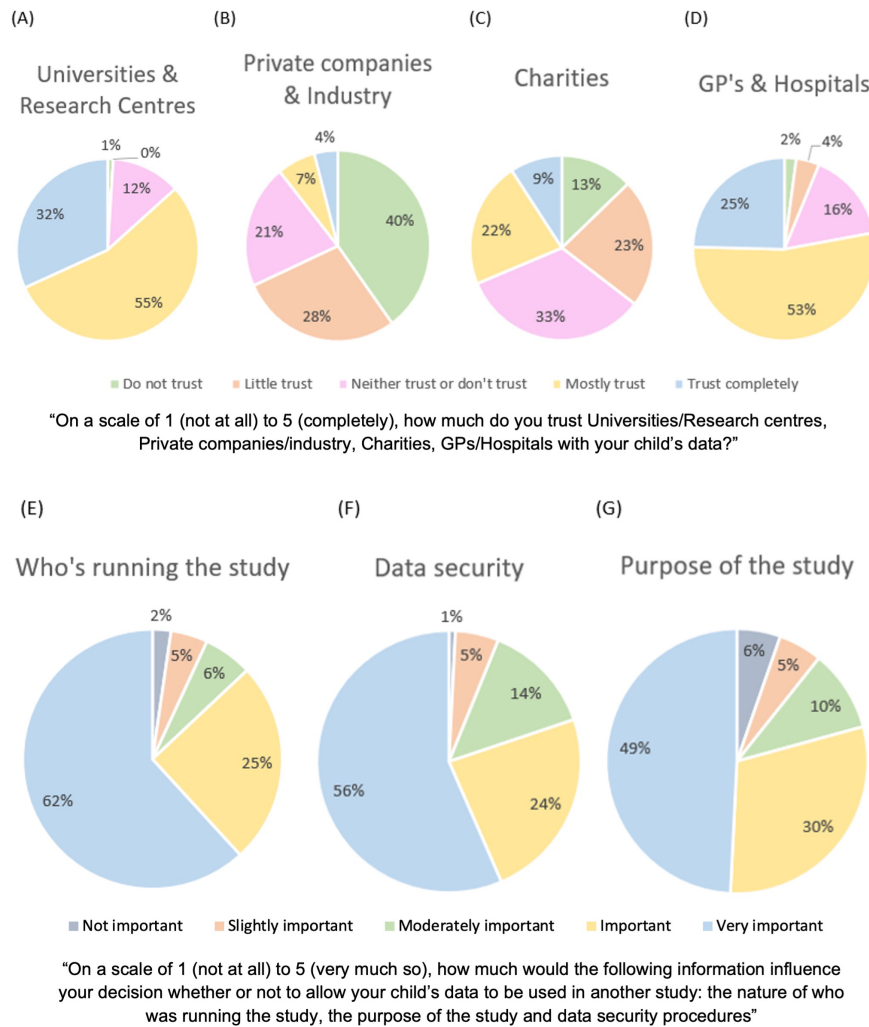 (A)
(B)
(C)
(D)
Universities &
Research Centres
Private companies
& Industry
Charities
GP's & Hospitals
1%
0%
12%
55%
32%
4%
7%
21%
28%
40%
9%
13%
22%
23%
33%
2%
4%
16%
25%
53%
Do not trust
Little trust
Neither trust or don't trust
Mostly trust
Trust completely
“On a scale of 1 (not at all) to 5 (completely), how much do you trust Universities/Research centres,
Private companies/industry, Charities, GPs/Hospitals with your child’s data?”
(E)
(F)
(G)
Who's running the study
Data security
Purpose of the study
2%
5%
6%
25%
62%
1%
5%
14%
24%
56%
6%
5%
10%
30%
49%
Not important
Slightly important
Moderately important
Important
Very important
“On a scale of 1 (not at all) to 5 (very much so), how much would the following information influence
your decision whether or not to allow your child’s data to be used in another study: the nature of who
was running the study, the purpose of the study and data security procedures”